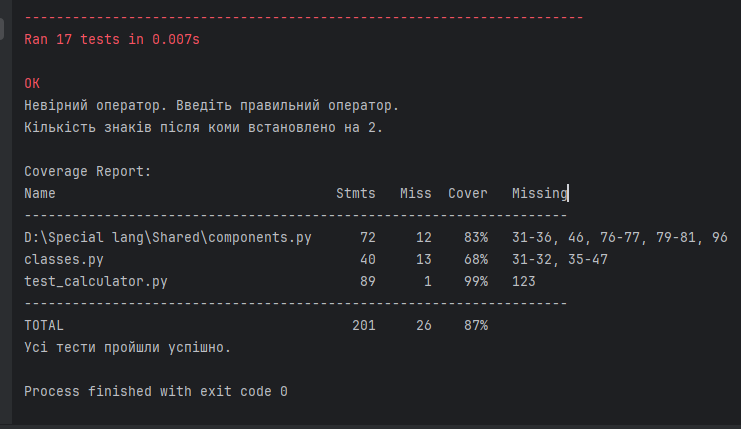 ----------------------------------------------------------------------
Ran 17 tests in 0.007s
OK
Невірний оператор. Введіть правильний оператор.
Кількість знаків після коми встановлено на 2.
Coverage Report:
Name                                   Stmts   Miss  Cover   Missing
--------------------------------------------------------------------
D:\Special lang\Shared\components.py      72     12    83%   31-36, 46, 76-77, 79-81, 96
classes.py                                40     13    68%   31-32, 35-47
test_calculator.py                        89      1    99%   123
--------------------------------------------------------------------
TOTAL                                    201     26    87%
Усі тести пройшли успішно.
Process finished with exit code 0